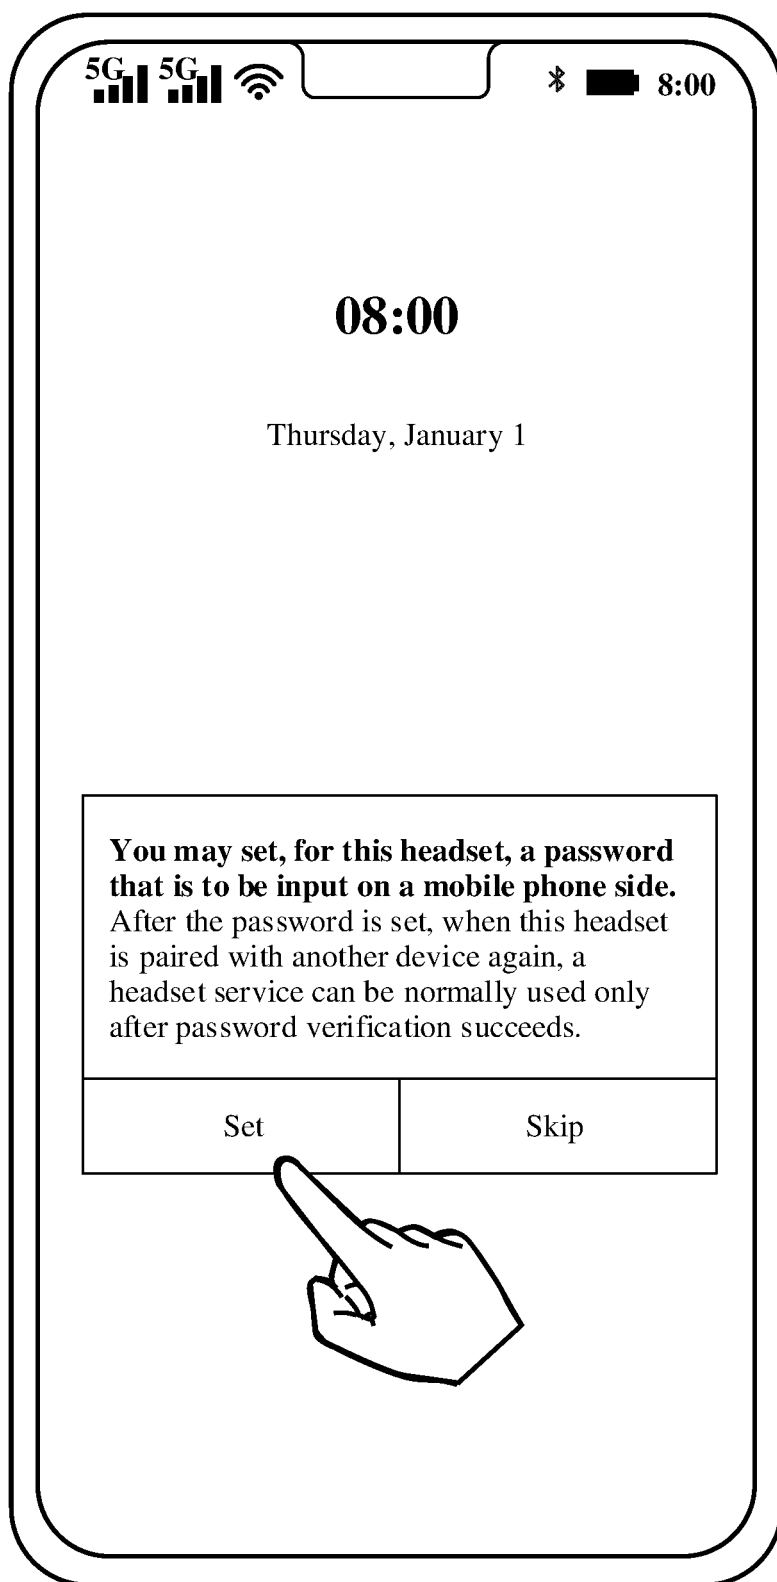 5G 5G 8:00
08:00
Thursday, January 1
You may set, for this headset, a password
that is to be input on a mobile phone side.
After the password is set, when this headset
is paired with another device again, a
headset service can be normally used only
after password verification succeeds.
Set Skip